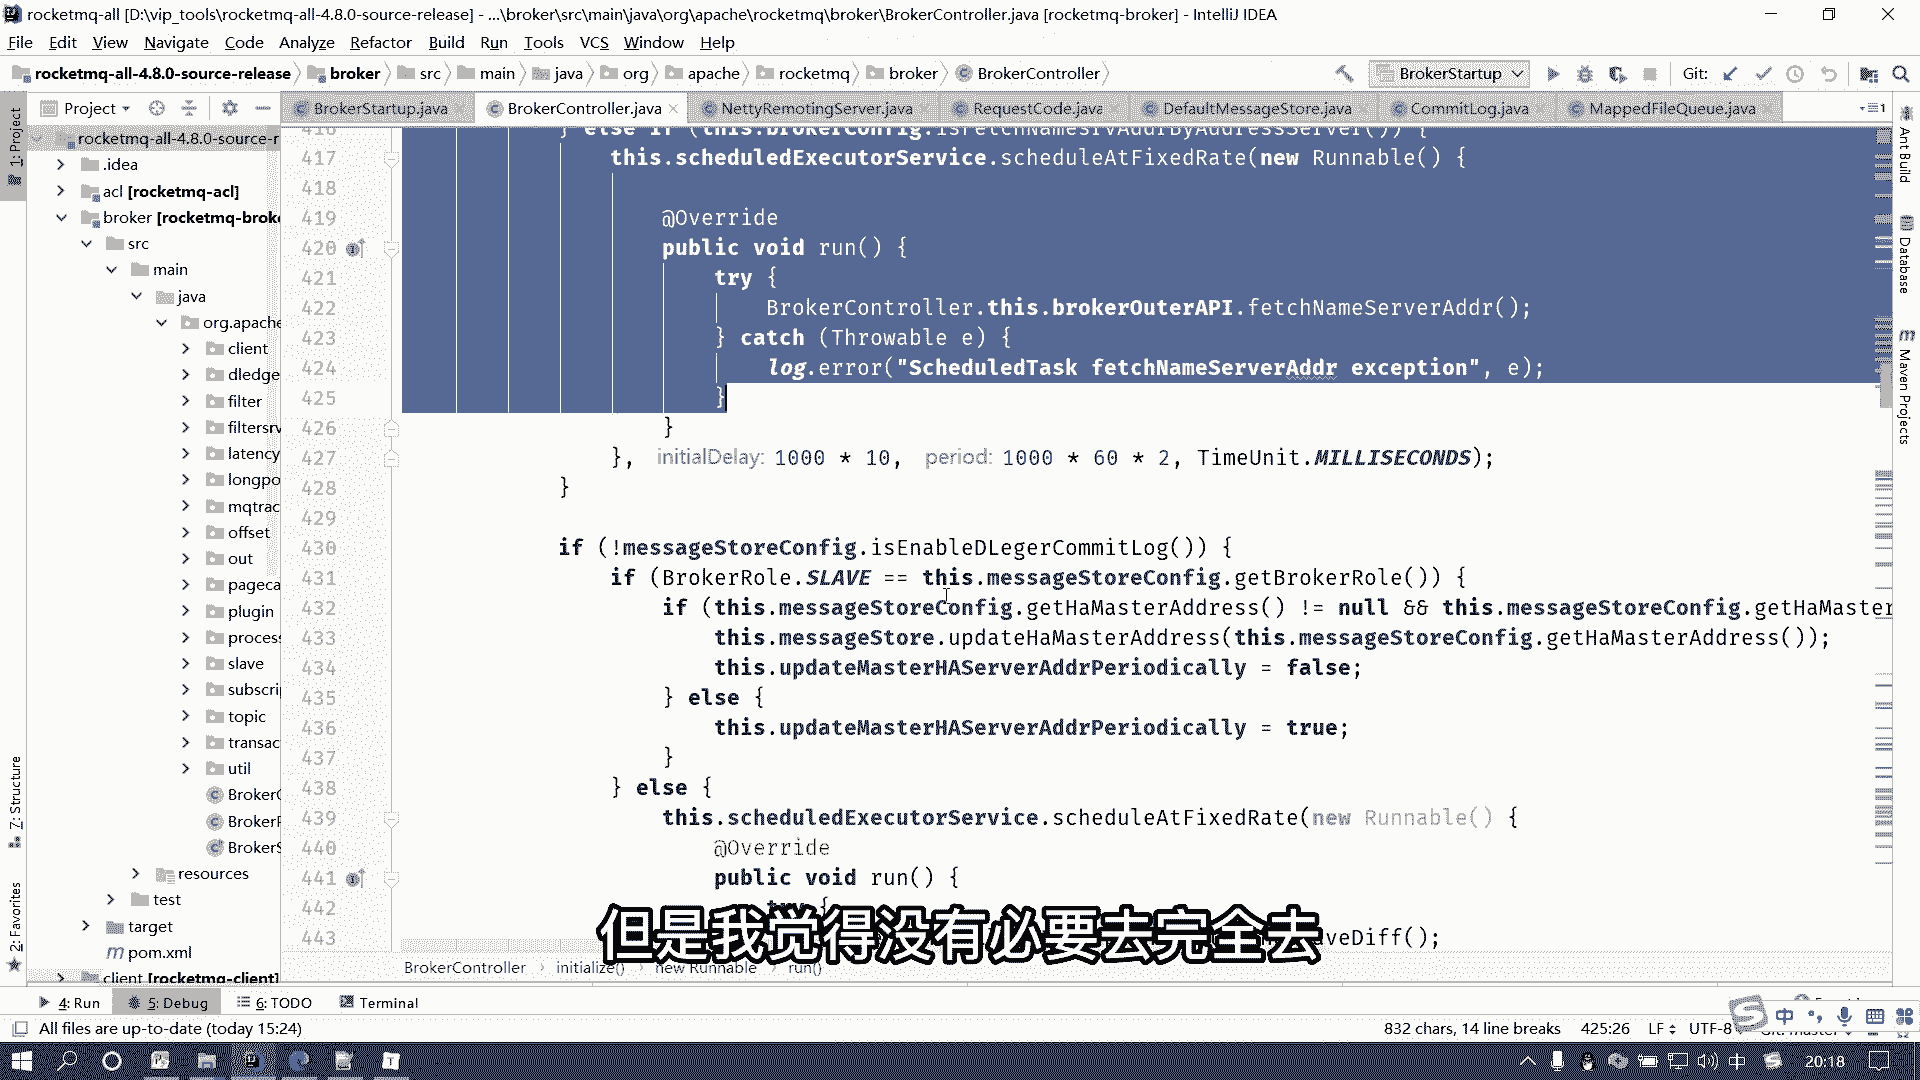 rocketmq-all [D:\vip_tools\rocketmq-all-4.8.0-source-release] - ...\broker\src\main\java\org\apache\rocketmq\broker\BrokerController.java [rocketmq-broker] - IntelliJ IDEA
File Edit View Navigate Code Analyze Refactor Build Run Tools VCS Window Help
rocketmq-all-4.8.0-source-release broker src main java org apache rocketmq broker BrokerController BrokerStartup Git:
Project BrokerStartup.java BrokerController.java NettyRemotingServer.java RequestCode.java DefaultMessageStore.java CommitLog.java MappedFileQueue.java
1: Project
7: Structure
2: Favorites
rocketmq-all-4.8.0-source-r
.idea
acl [rocketmq-acl]
broker [rocketmq-broke
src
main
java
org.apache
client
dledge
filter
filtersrv
latency
longpo
mqtrac
offset
out
pageca
plugin
process
slave
subscri
topic
transac
util
BrokerC
BrokerP
BrokerS
resources
test
target
pom.xml
client [rocketmq-client]
416 } else if (this.brokerConfig.isFetchNamesrvAddrByAddressServer()) {
417 this.scheduledExecutorService.scheduleAtFixedRate(new Runnable() {
418
419 @Override
420 public void run() {
421 try {
422 BrokerController.this.brokerOuterAPI.fetchNameServerAddr();
423 } catch (Throwable e) {
424 log.error("ScheduledTask fetchNameServerAddr exception", e);
425 }
426 }
427 }, initialDelay: 1000 * 10, period: 1000 * 60 * 2, TimeUnit.MILLISECONDS);
428 }
429
430 if (!messageStoreConfig.isEnableDLegerCommitLog()) {
431 if (BrokerRole.SLAVE == this.messageStoreConfig.getBrokerRole()) {
432 if (this.messageStoreConfig.getHaMasterAddress() != null && this.messageStoreConfig.getHaMaster
433 this.messageStore.updateHaMasterAddress(this.messageStoreConfig.getHaMasterAddress());
434 this.updateMasterHAServerAddrPeriodically = false;
435 } else {
436 this.updateMasterHAServerAddrPeriodically = true;
437 }
438 } else {
439 this.scheduledExecutorService.scheduleAtFixedRate(new Runnable() {
440 @Override
441 public void run() {
442 try {
443 aveDiff();
但是我觉得没有必要去完全去
BrokerController initialize() new Runnable run()
Ant Build
Database
Maven Projects
4: Run 5: Debug 6: TODO Terminal
All files are up-to-date (today 15:24) 832 chars, 14 line breaks 425:26 LF UTF-8
中
中 20:18